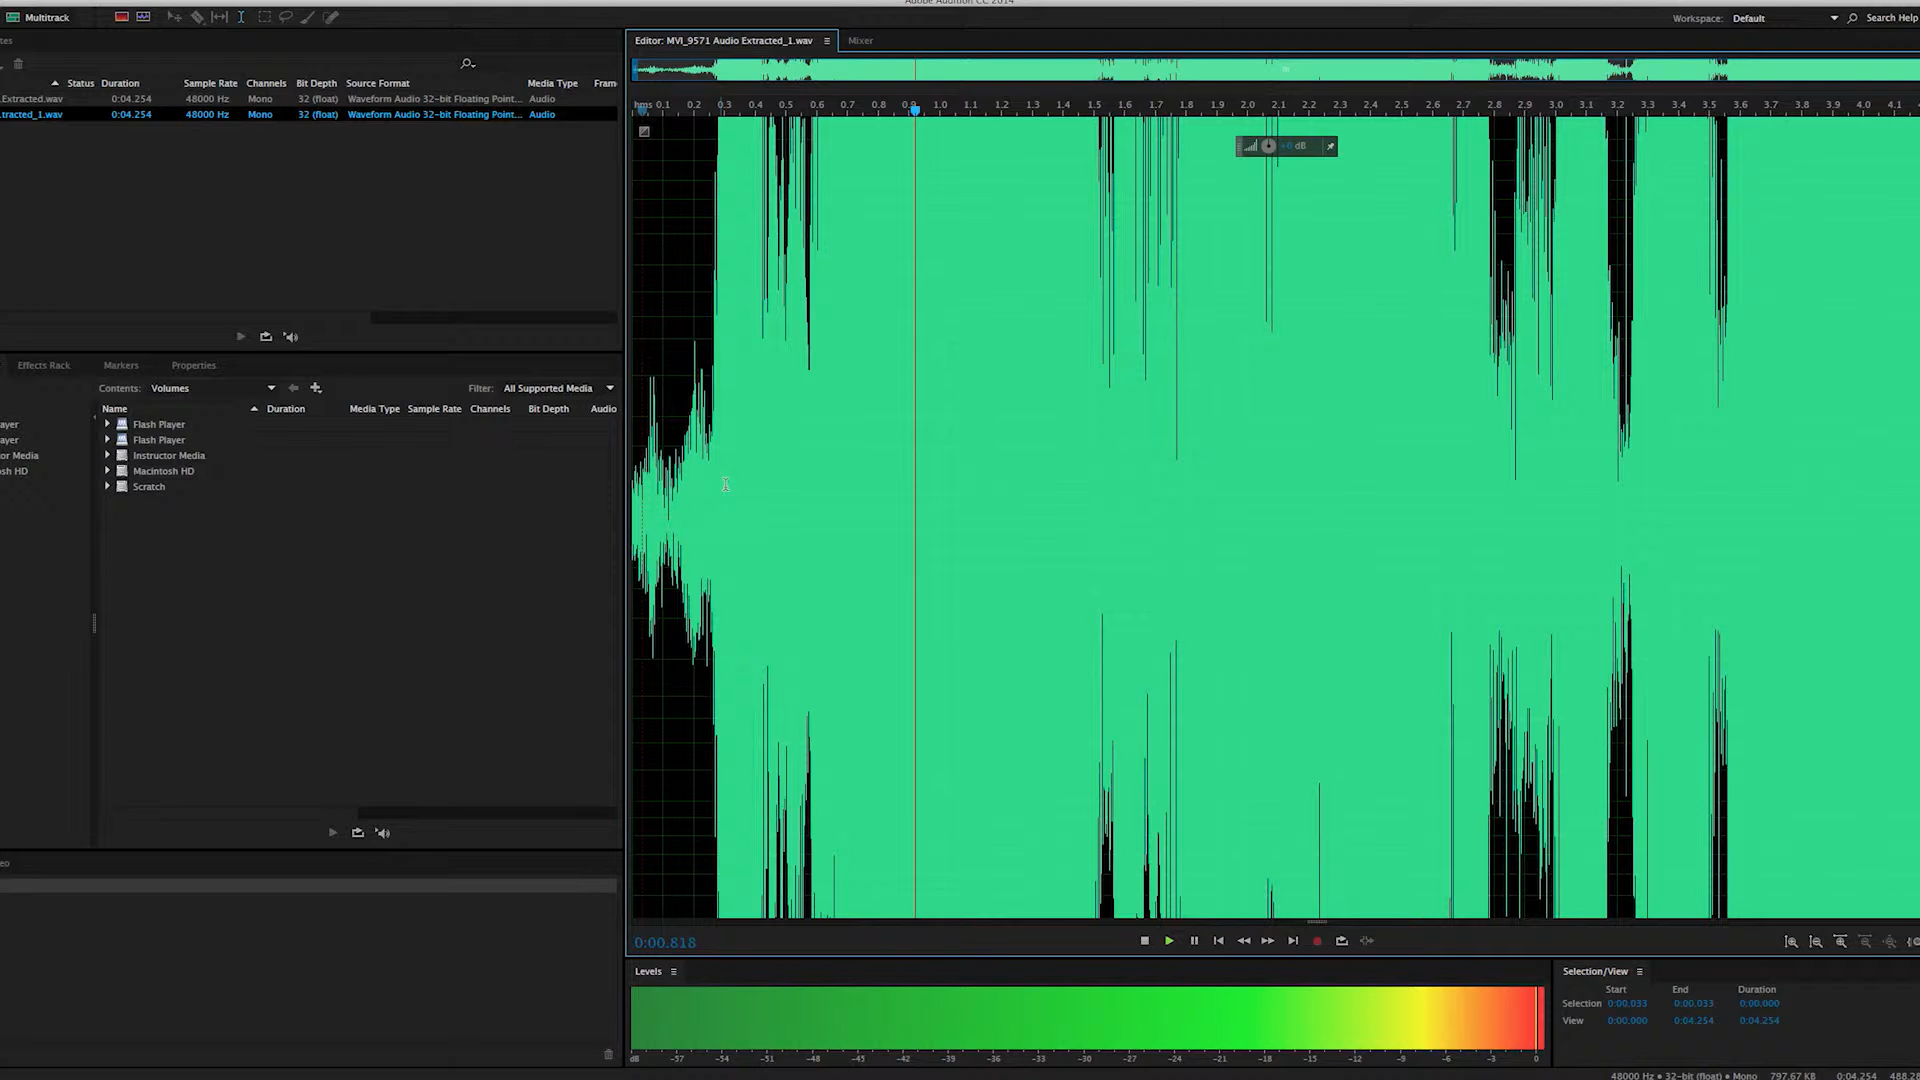 Adobe Audition CC 2014
Multitrack
Workspace: Default
Search Help
tes
Editor: MVI_9571 Audio Extracted_1.wav
Mixer
Status Duration Sample Rate Channels Bit Depth Source Format Media Type Fram
Extracted.wav 0:04.254 48000 Hz Mono 32 (float) Waveform Audio 32-bit Floating Point... Audio
tracted_1.wav 0:04.254 48000 Hz Mono 32 (float) Waveform Audio 32-bit Floating Point... Audio
hms 0.1 0.2 0.3 0.4 0.5 0.6 0.7 0.8 0.9 1.0 1.1 1.2 1.3 1.4 1.5 1.6 1.7 1.8 1.9 2.0 2.1 2.2 2.3 2.4 2.5 2.6 2.7 2.8 2.9 3.0 3.1 3.2 3.3 3.4 3.5 3.6 3.7 3.8 3.9 4.0 4.1
+0 dB
Effects Rack Markers Properties
Contents: Volumes
Filter: All Supported Media
Name Duration Media Type Sample Rate Channels Bit Depth Audio
ayer
Flash Player
ayer
Flash Player
or Media
Instructor Media
osh HD
Macintosh HD
Scratch
eo
0:00.818
Levels
dB -57 -54 -51 -48 -45 -42 -39 -36 -33 -30 -27 -24 -21 -18 -15 -12 -9 -6 -3 0
Selection/View
Start End Duration
Selection 0:00.033 0:00.033 0:00.000
View 0:00.000 0:04.254 0:04.254
48000 Hz • 32-bit (float) • Mono 797.67 KB 0:04.254 488.28